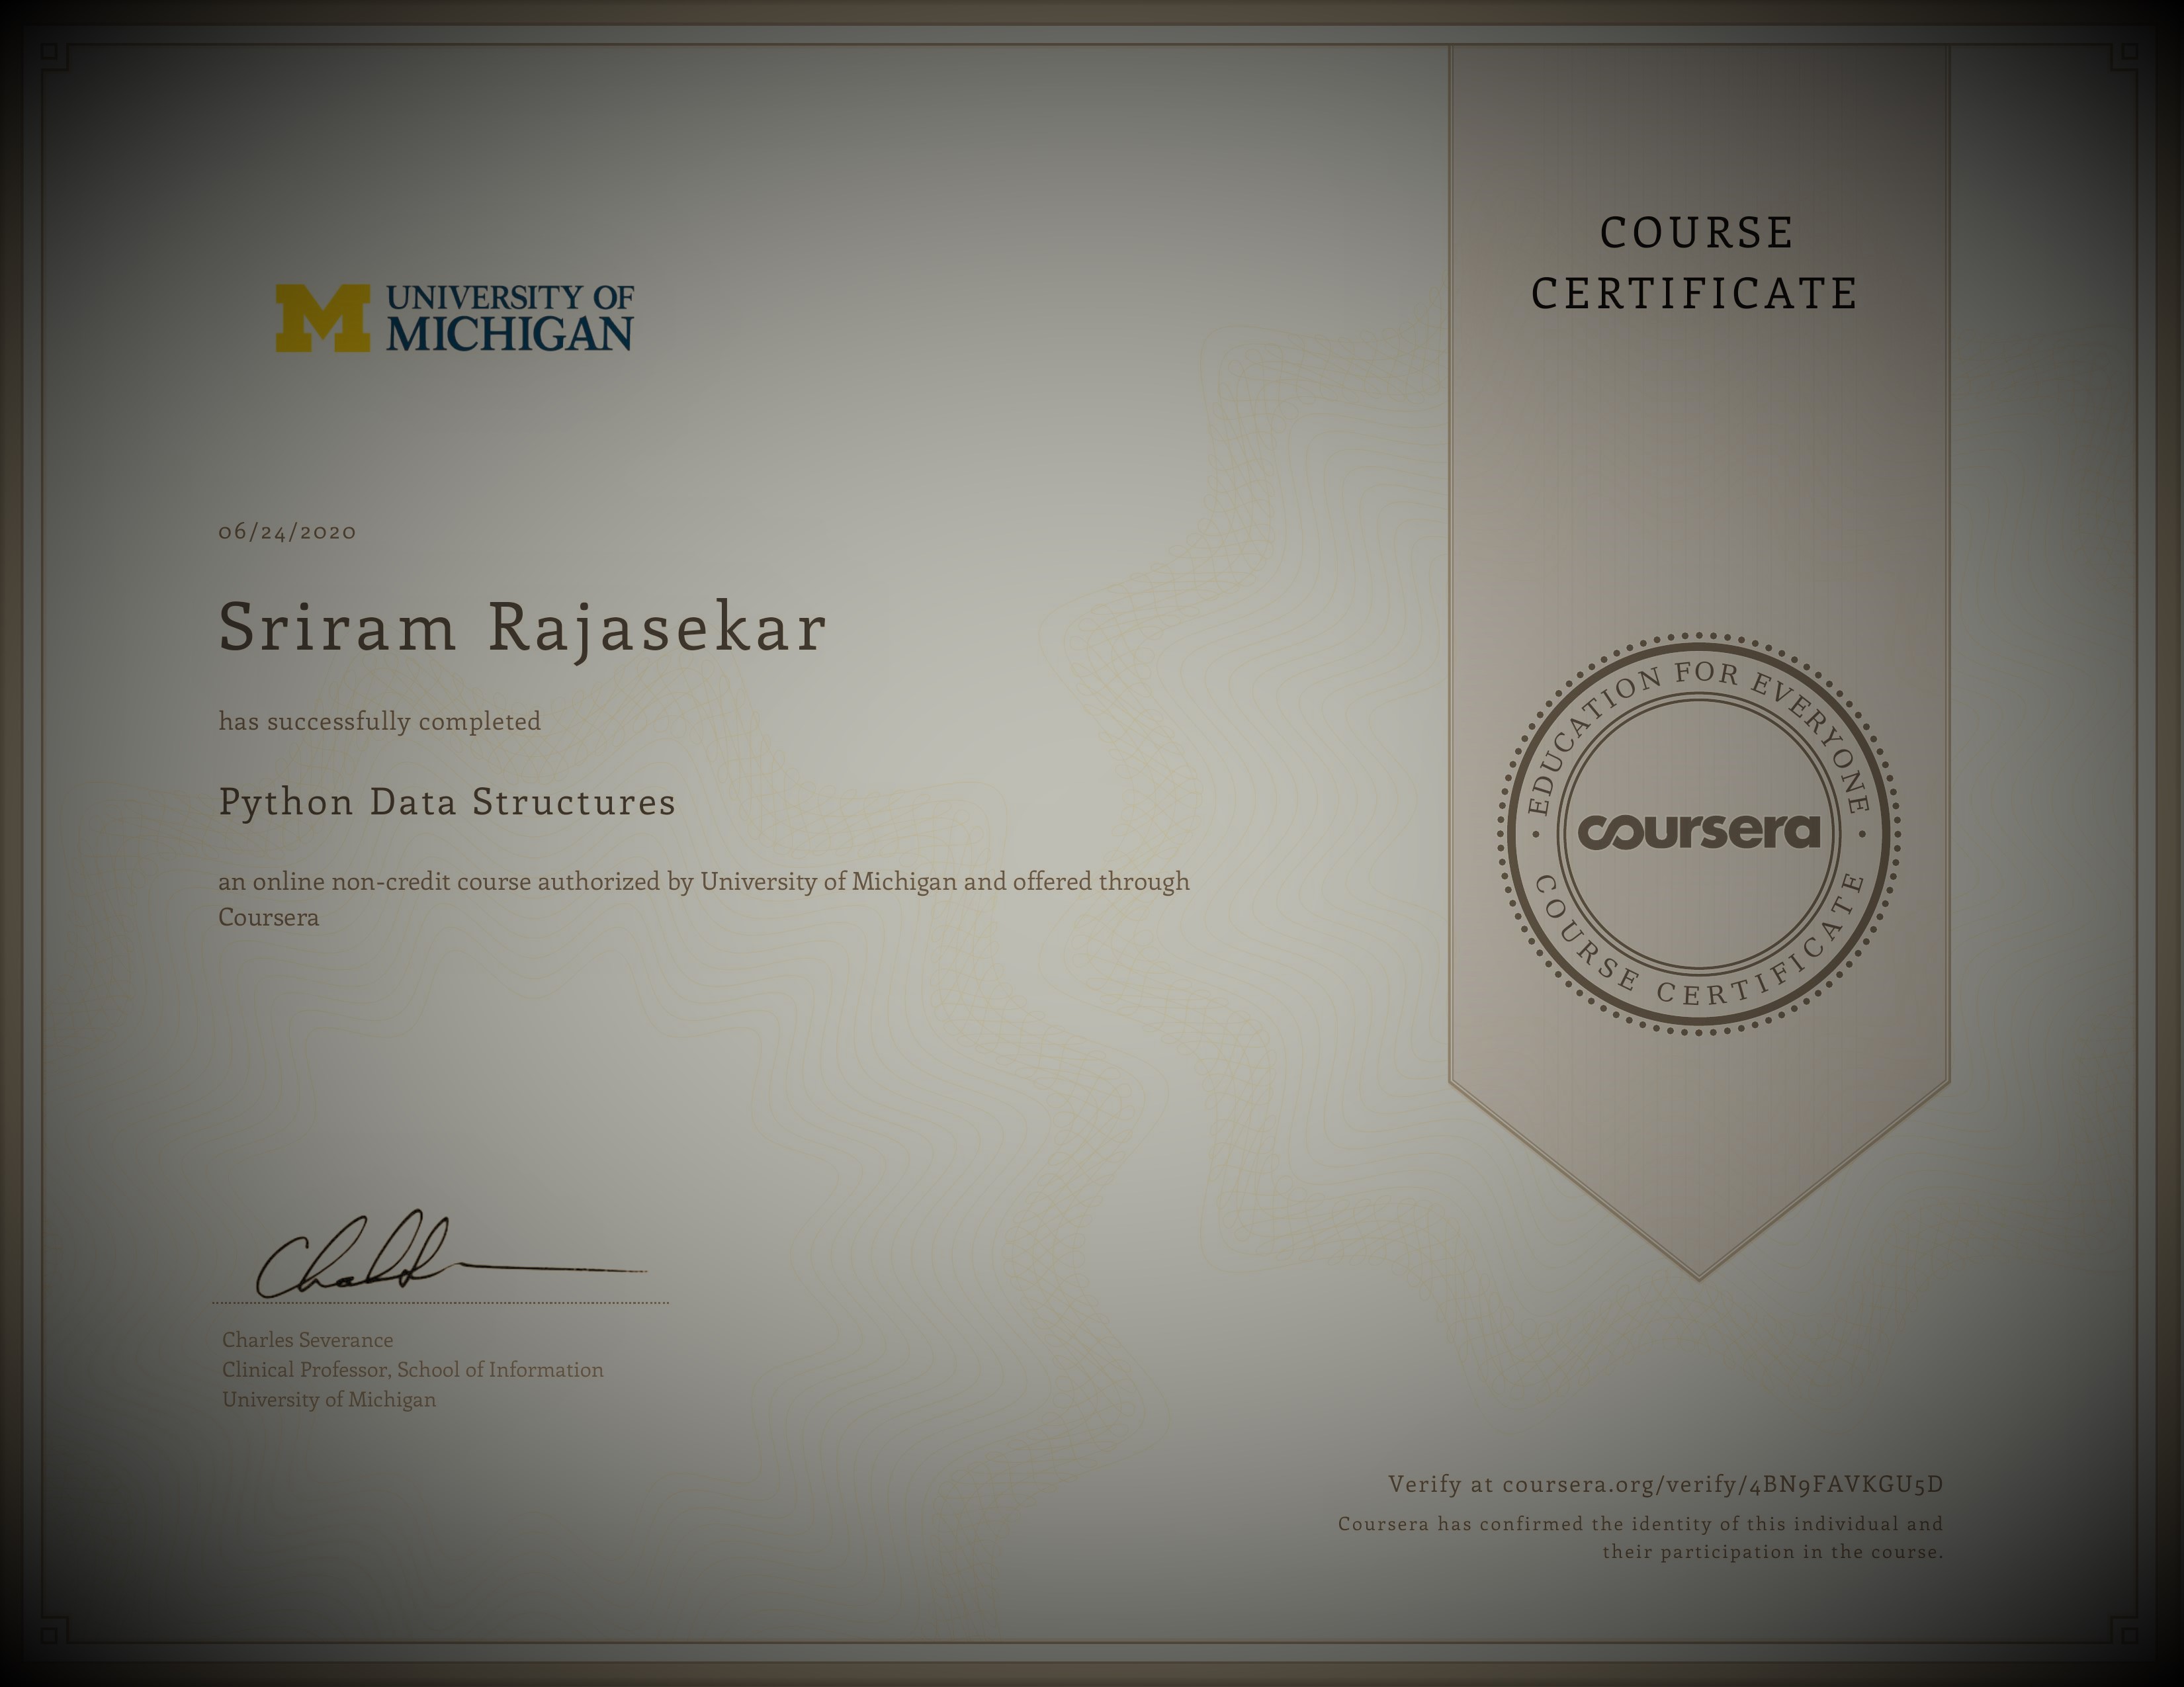 UNIVERSITY OF
MICHIGAN
COURSE
CERTIFICATE
06/24/2020
Sriram Rajasekar
has successfully completed
Python Data Structures
an online non-credit course authorized by University of Michigan and offered through
Coursera
EDUCATION FOR EVERYONE
coursera
COURSE CERTIFICATE
Charles Severance
Clinical Professor, School of Information
University of Michigan
Verify at coursera.org/verify/4BN9FAVKGU5D
Coursera has confirmed the identity of this individual and
their participation in the course.